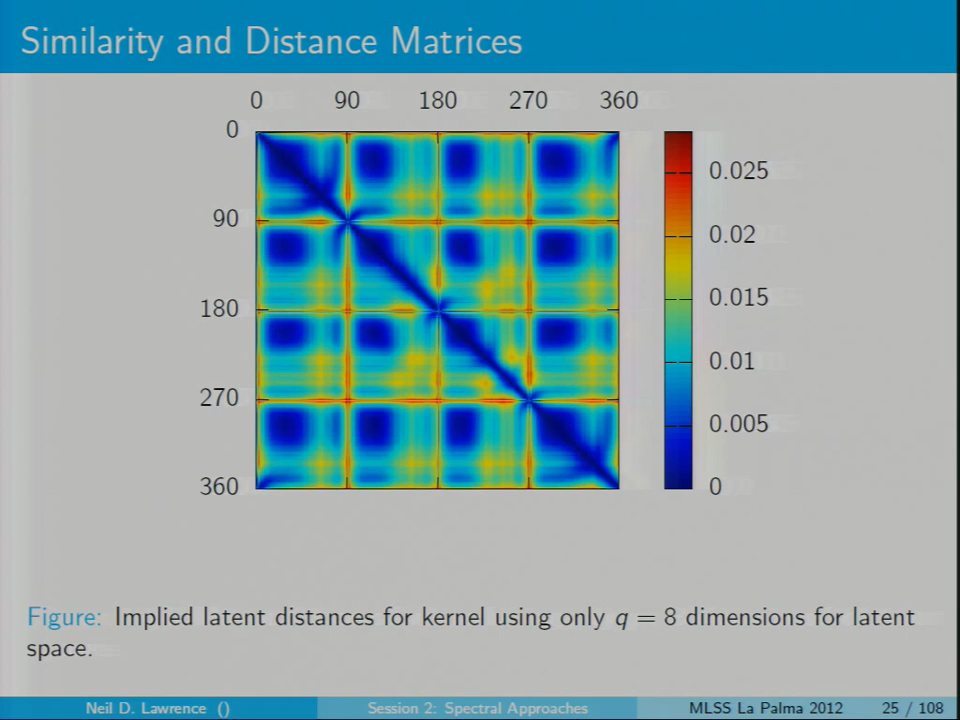 Similarity and Distance Matrices
0 90 180 270 360
0
90
180
270
360
0.025
0.02
0.015
0.01
0.005
0
Figure: Implied latent distances for kernel using only q = 8 dimensions for latent
space.
Neil D. Lawrence () Session 2: Spectral Approaches MLSS La Palma 2012 25 / 108